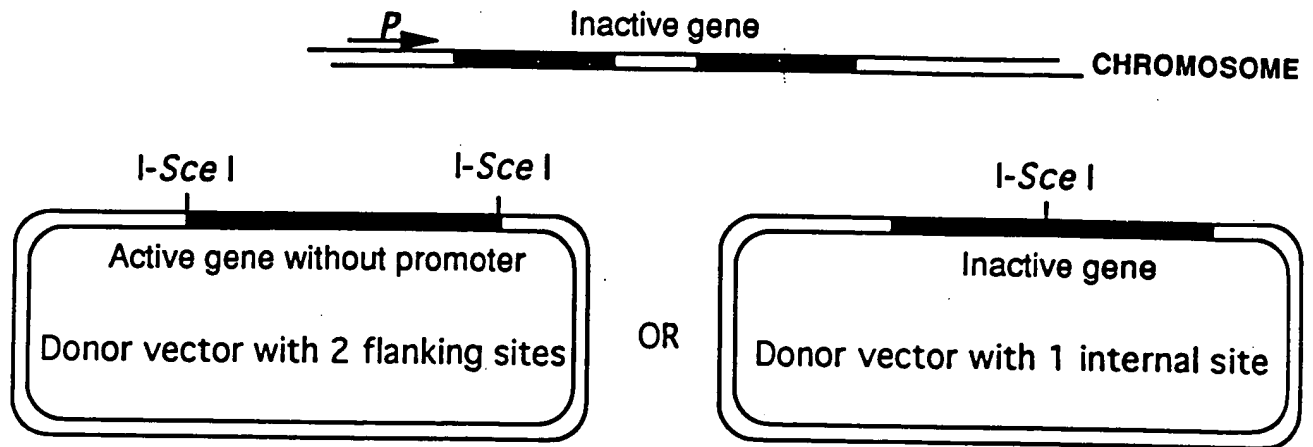 P
Inactive gene
CHROMOSOME
I-Sce I
I-Sce I
Active gene without promoter
Donor vector with 2 flanking sites
OR
I-Sce I
Inactive gene
Donor vector with 1 internal site